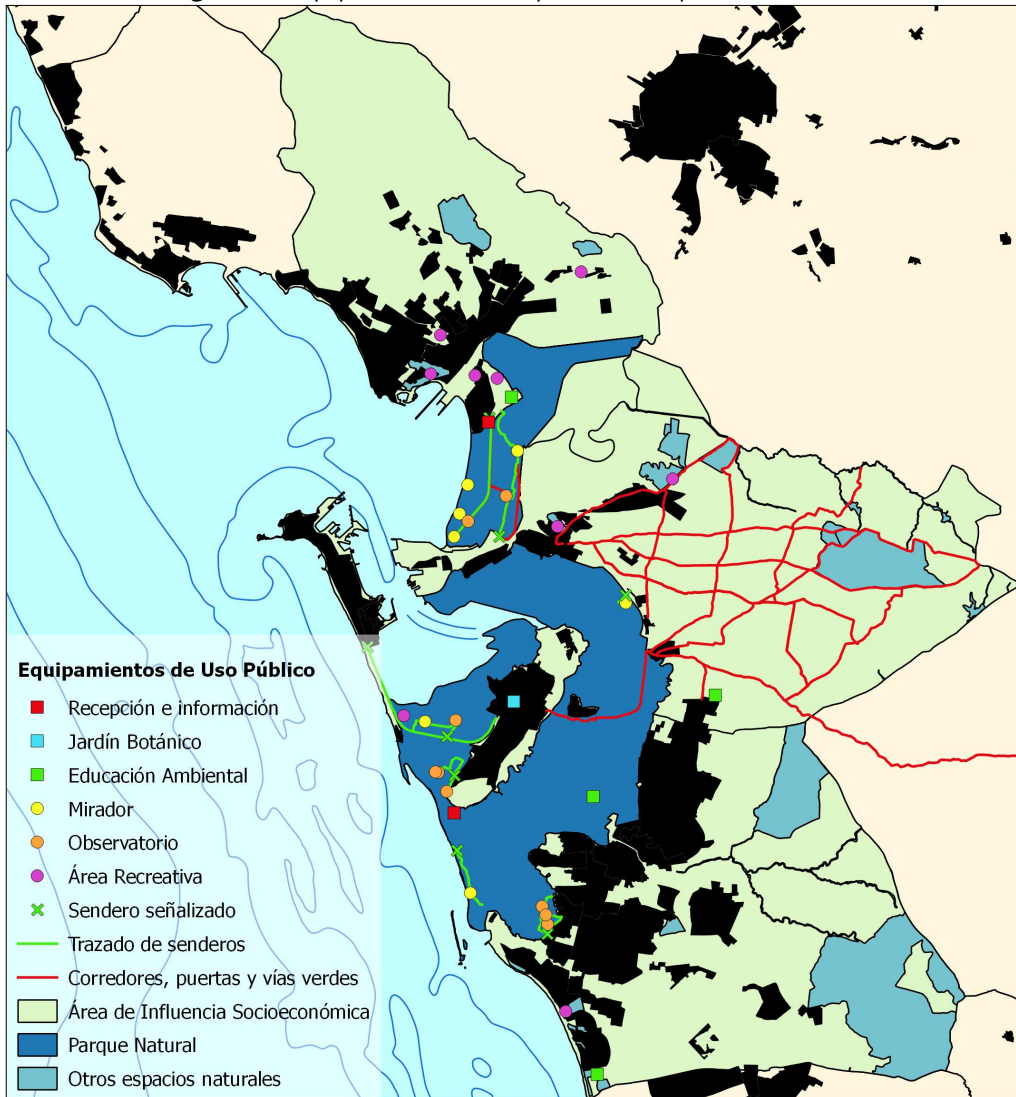 Equipamientos de Uso Público
Recepción e información
Jardín Botánico
Educación Ambiental
Mirador
Observatorio
Área Recreativa
Sendero señalizado
Trazado de senderos
Corredores, puertas y vías verdes
Área de Influencia Socioeconómica
Parque Natural
Otros espacios naturales